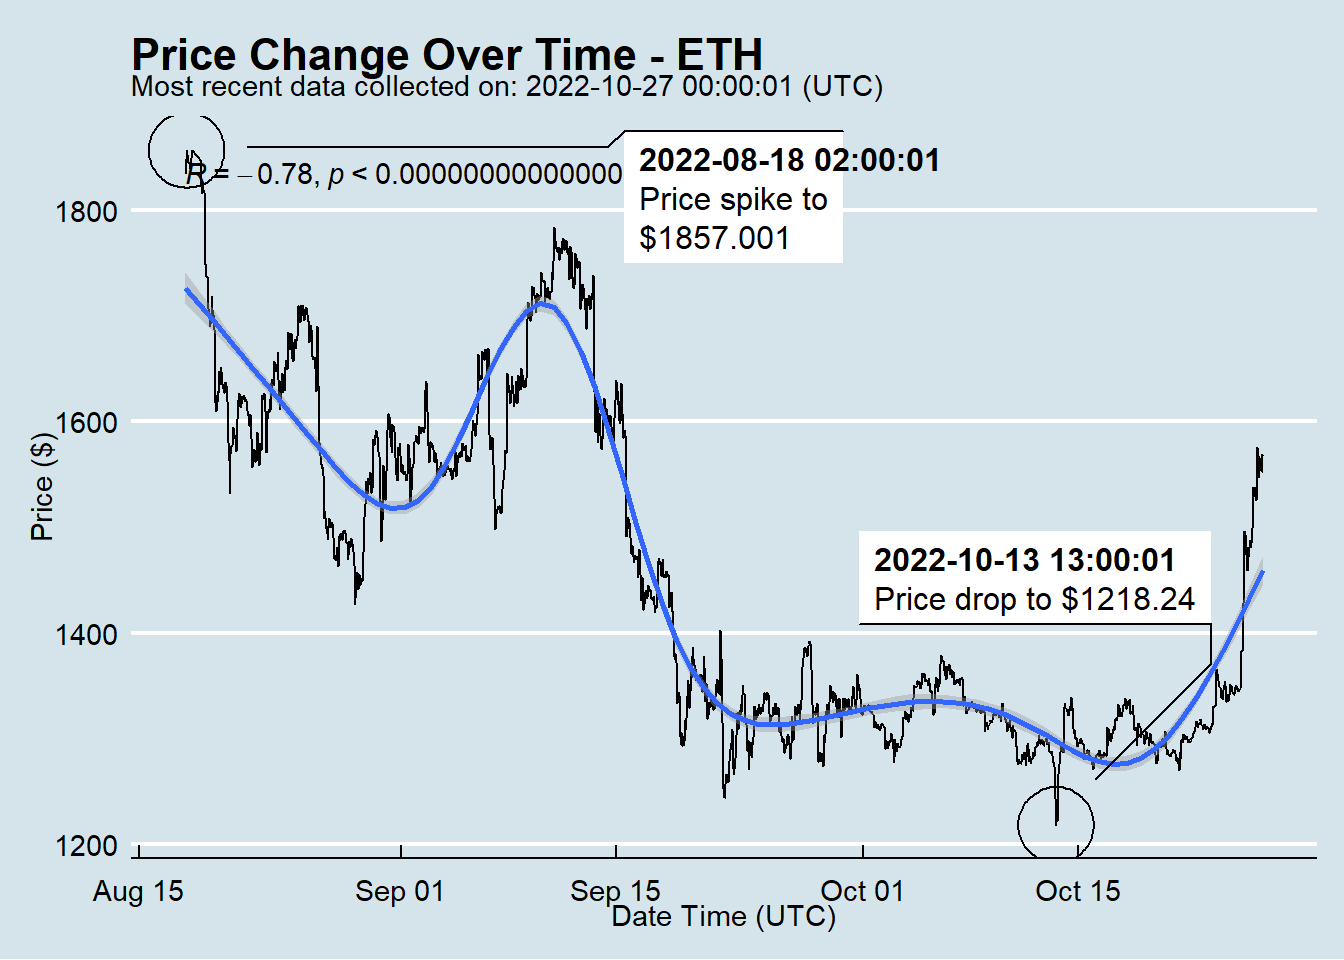 Price Change Over Time - ETH
Most recent data collected on: 2022-10-27 00:00:01 (UTC)
R = −0.78, p < 0.00000000000000
2022-08-18 02:00:01
Price spike to
$1857.001
1800
1600
1400
1200
Price ($)
2022-10-13 13:00:01
Price drop to $1218.24
Aug 15
Sep 01
Sep 15
Oct 01
Oct 15
Date Time (UTC)